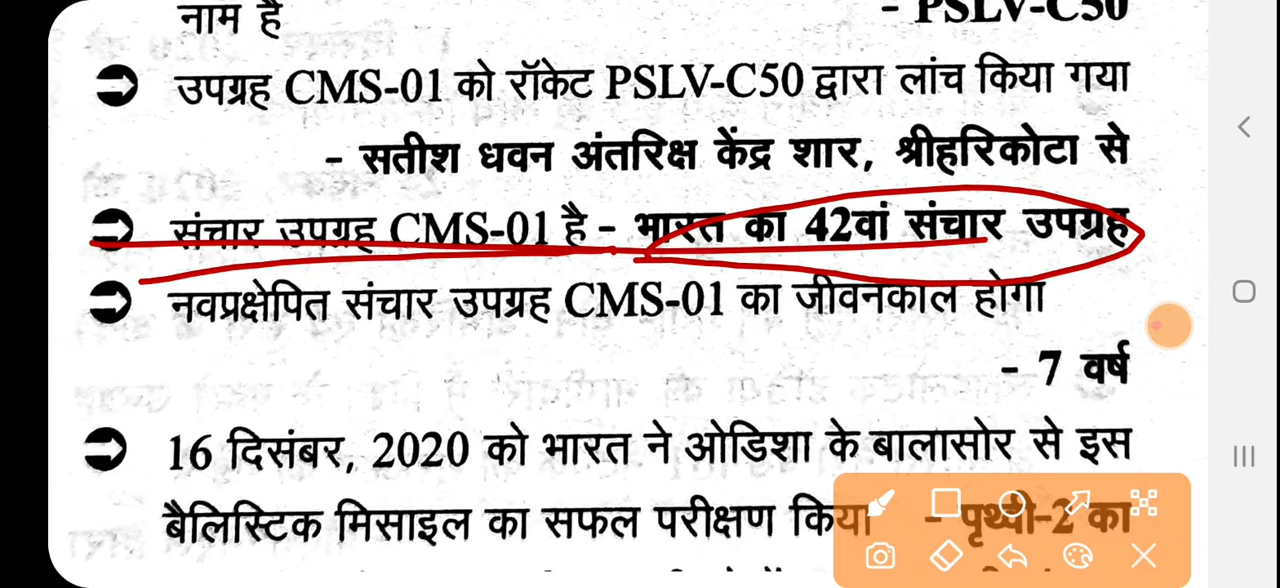 नाम है - PSLV-C50
उपग्रह CMS-01 को रॉकेट PSLV-C50 द्वारा लांच किया गया
- सतीश धवन अंतरिक्ष केंद्र शार, श्रीहरिकोटा से
संचार उपग्रह CMS-01 है - भारत का 42वां संचार उपग्रह
नवप्रक्षेपित संचार उपग्रह CMS-01 का जीवनकाल होगा
- 7 वर्ष
16 दिसंबर, 2020 को भारत ने ओडिशा के बालासोर से इस
बैलिस्टिक मिसाइल का सफल परीक्षण किया - पृथ्वी-2 का